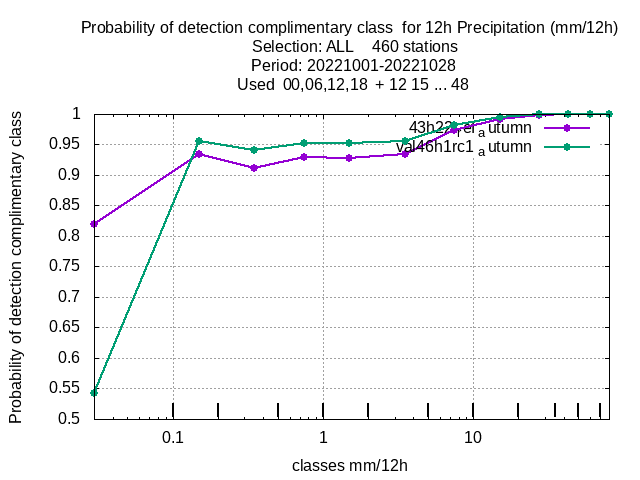 Probability of detection complimentary class for 12h Precipitation (mm/12h)
Selection: ALL 460 stations
Period: 20221001-20221028
Used 00,06,12,18 + 12 15 ... 48
Probability of detection complimentary class
1
0.95
0.9
0.85
0.8
0.75
0.7
0.65
0.6
0.55
0.5
autumn
autumn
0.1
1
10
classes mm/12h